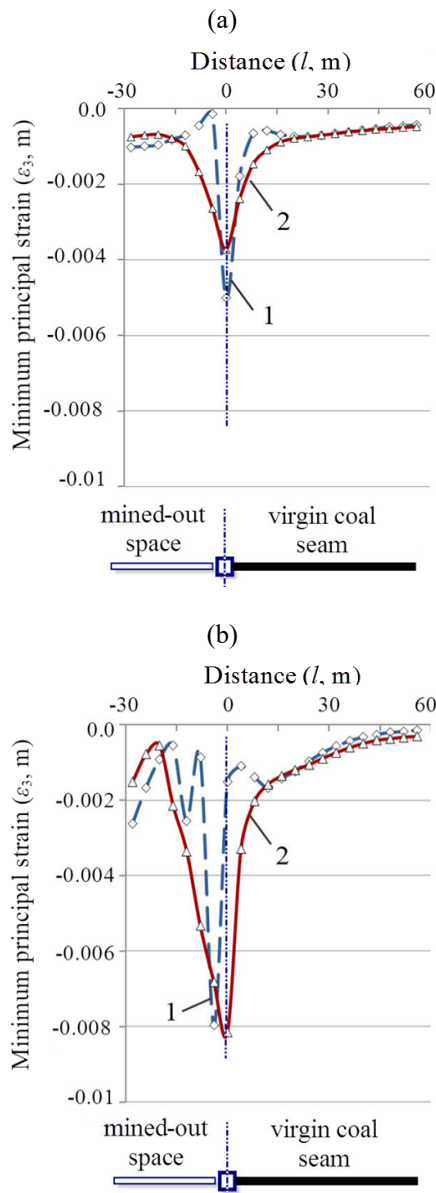 (a)
Distance (l, m)
-30 0 30 60
0.0
-0.002
-0.004
-0.006
-0.008
-0.01
Minimum principal strain (ε₃, m)
2
1
mined-out
space
virgin coal
seam
(b)
Distance (l, m)
-30 0 30 60
0.0
-0.002
-0.004
-0.006
-0.008
-0.01
Minimum principal strain (ε₃, m)
2
1
mined-out
space
virgin coal
seam